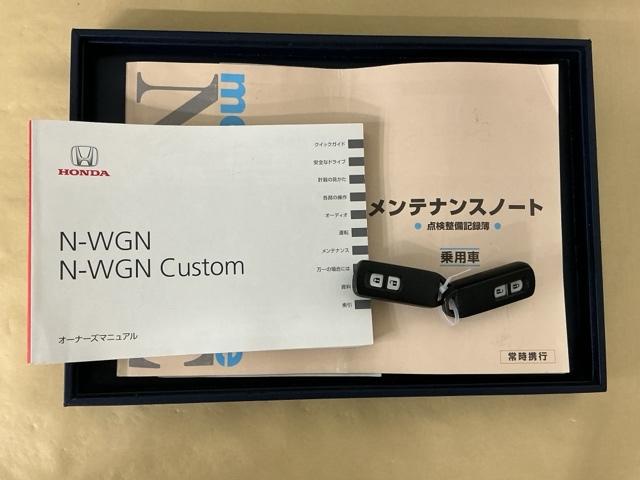 HONDA
N-WGN
N-WGN Custom
オーナーズマニュアル
クイックガイド
安全なドライブ
計器の見かた
各部の操作
オーディオ
運転
メンテナンス
万一の場合には
資料
索引
メンテナンスノート
点検整備記録簿
乗用車
常時携行